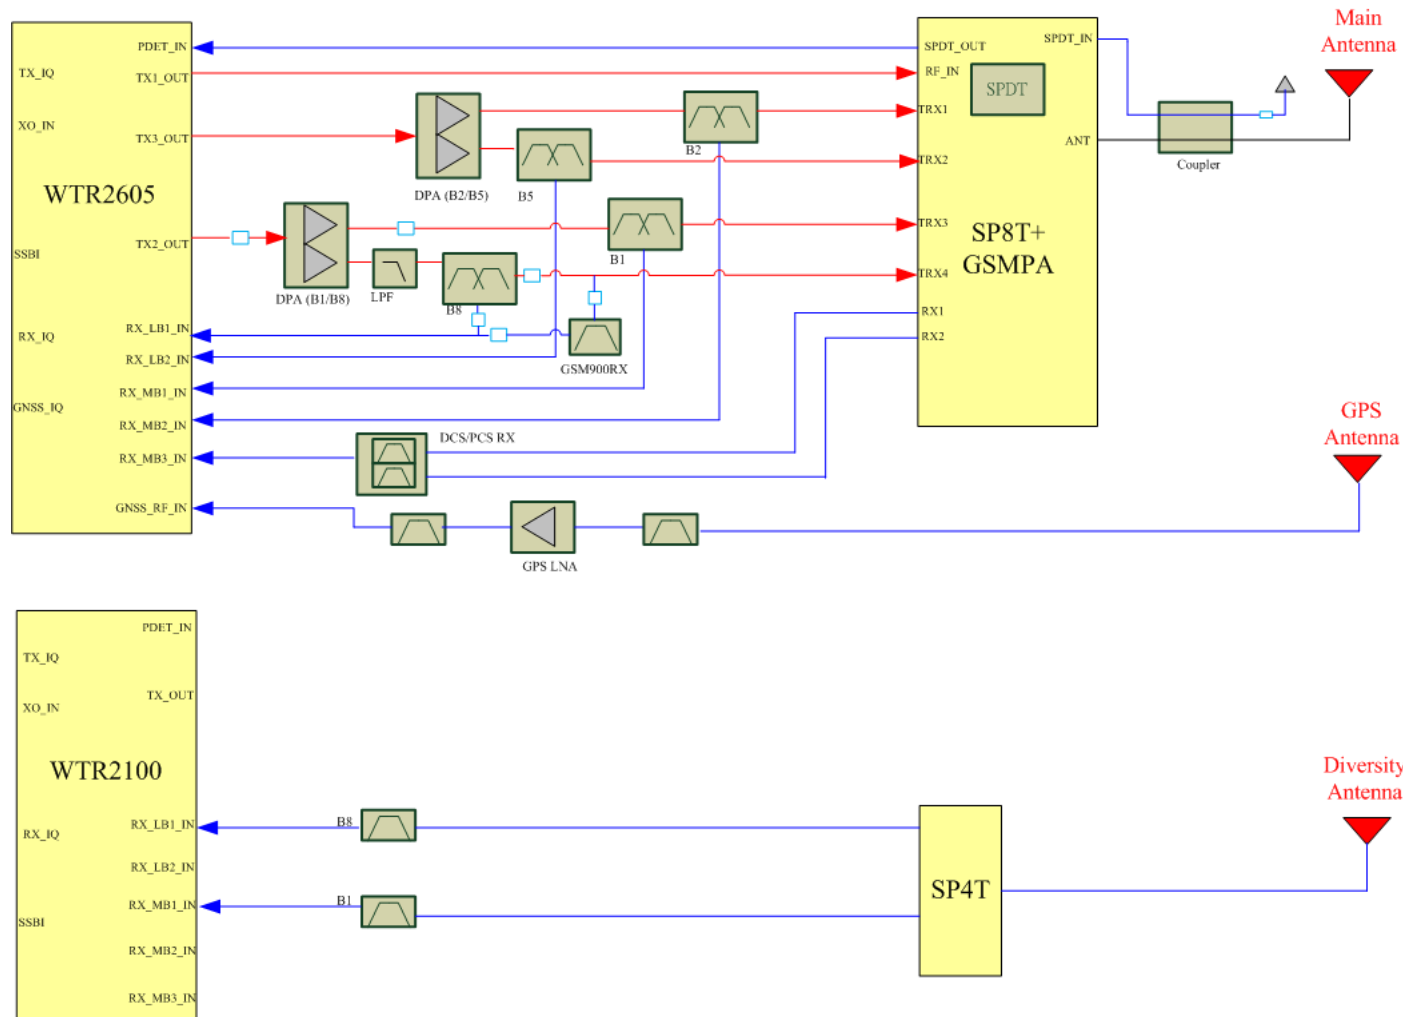 Main
Antenna
PDET_IN
SPDT_OUT
SPDT_IN
TX_IQ
TX1_OUT
RF_IN
SPDT
XO_IN
TX3_OUT
TRX1
ANT
B2
TRX2
Coupler
DPA (B2/B5)
B5
WTR2605
TX2_OUT
TRX3
SP8T+
GSMPA
SSBI
B1
TRX4
DPA (B1/B8)
LPF
B8
RX1
RX_IQ
RX_LB1_IN
RX2
RX_LB2_IN
GSM900RX
RX_MB1_IN
GNSS_IQ
RX_MB2_IN
GPS
Antenna
DCS/PCS RX
RX_MB3_IN
GNSS_RF_IN
GPS LNA
PDET_IN
TX_IQ
TX_OUT
XO_IN
WTR2100
Diversity
Antenna
RX_IQ
RX_LB1_IN
B8
RX_LB2_IN
SP4T
RX_MB1_IN
B1
SSBI
RX_MB2_IN
RX_MB3_IN